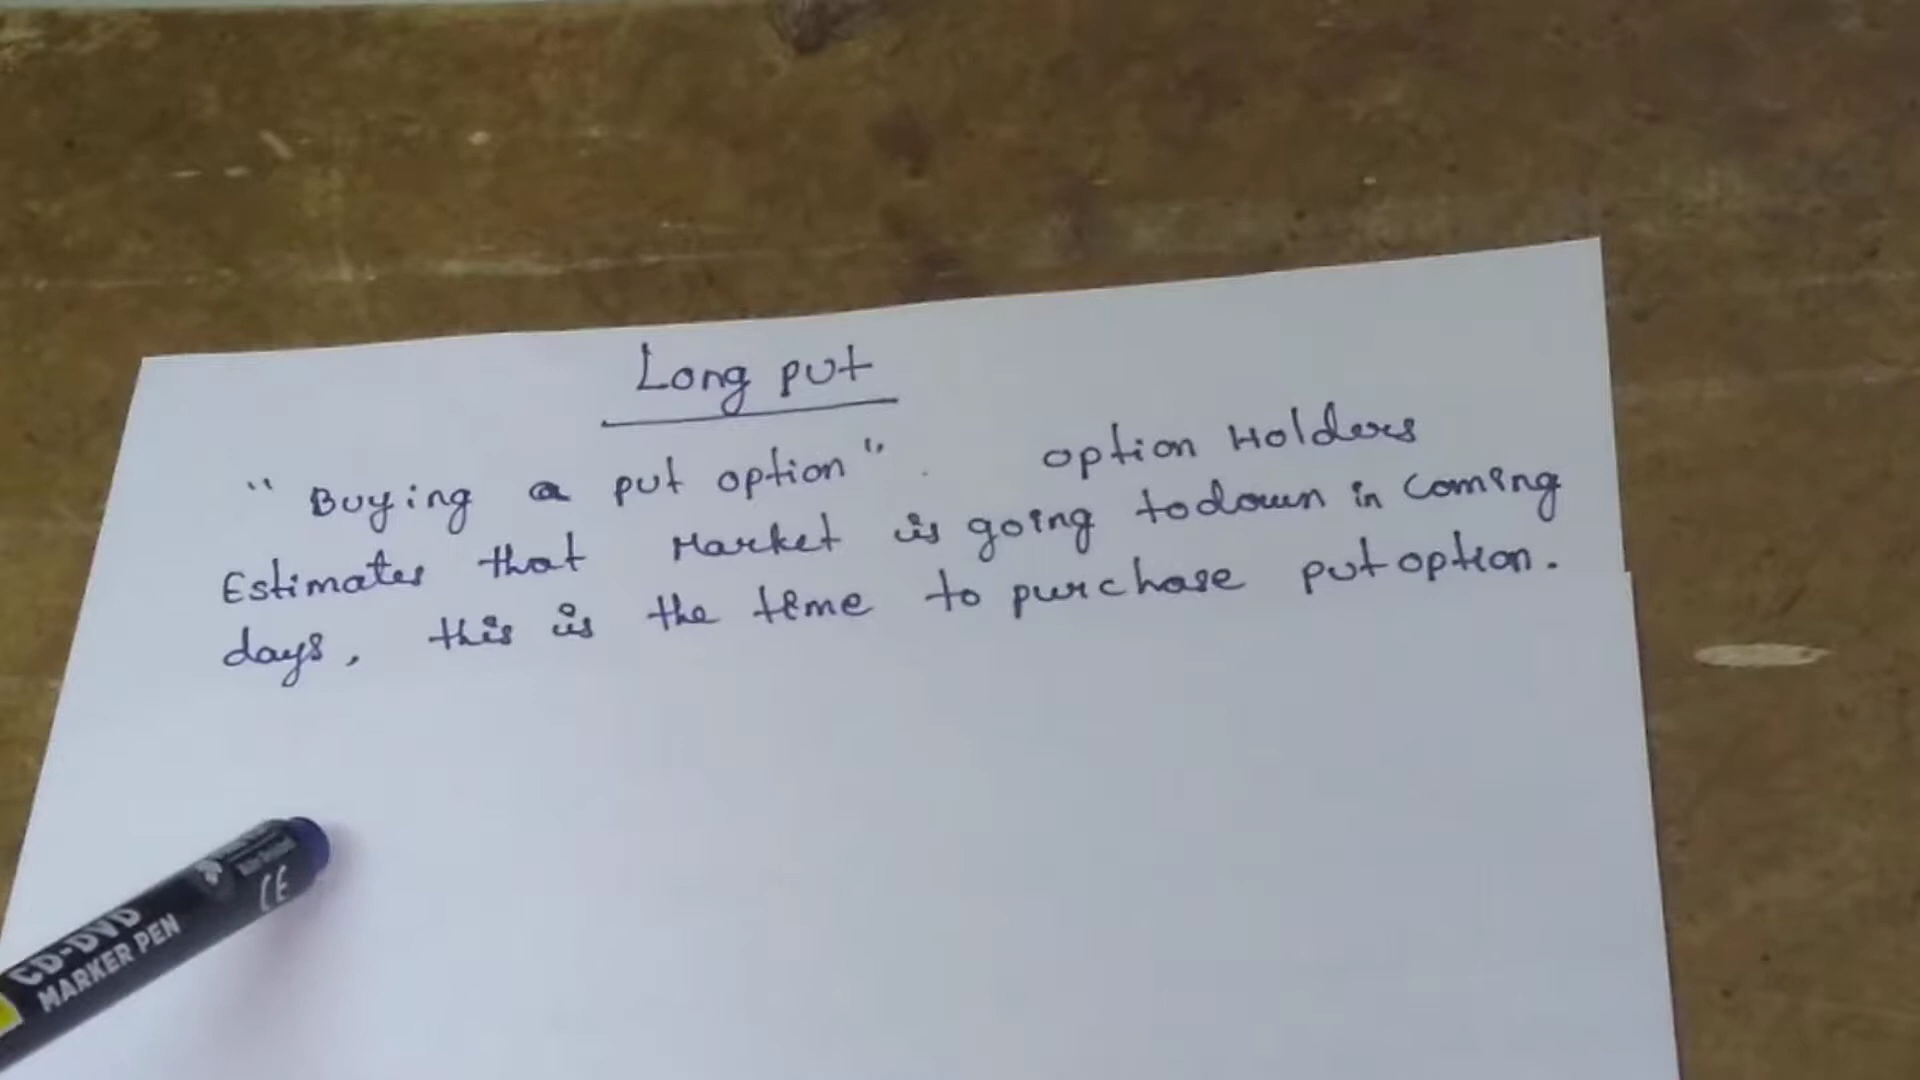 Long put
"Buying a put option". option Holders
Estimates that Market is going todown in coming
days, this is the time to purchase put option.
CE
CD-DVD
MARKER PEN